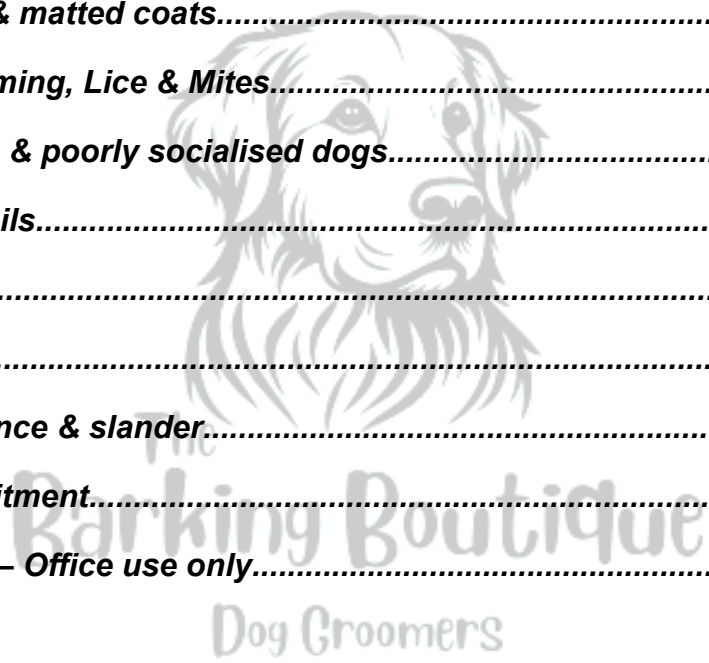 & matted coats..............................................................
ming, Lice & Mites.......................................................
& poorly socialised dogs........................................
ils....................................................................................
.........................................................................................
.........................................................................................
nce & slander..............................................................
The
itment..............................................................................
Barking Boutique
– Office use only.........................................................
Dog Groomers